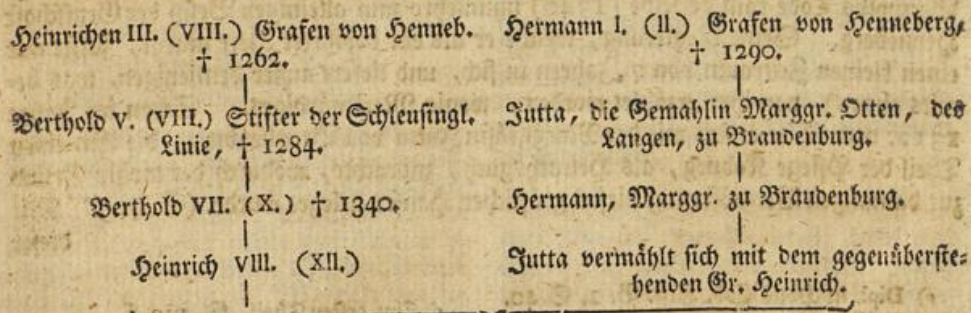 Heinrichen III. (VIII.) Grafen von Henneb.
† 1262.
Berthold V. (VIII.) Stifter der Schleusingl.
Linie, † 1284.
Berthold VII. (X.) † 1340.
Heinrich VIII. (XII.)
Hermann I. (II.) Grafen von Henneberg,
† 1290.
Jutta, die Gemahlin Marggr. Otten, des
Langen, zu Brandenburg.
Hermann, Marggr. zu Brandenburg.
Jutta vermählt sich mit dem gegenüberste-
henden Gr. Heinrich.